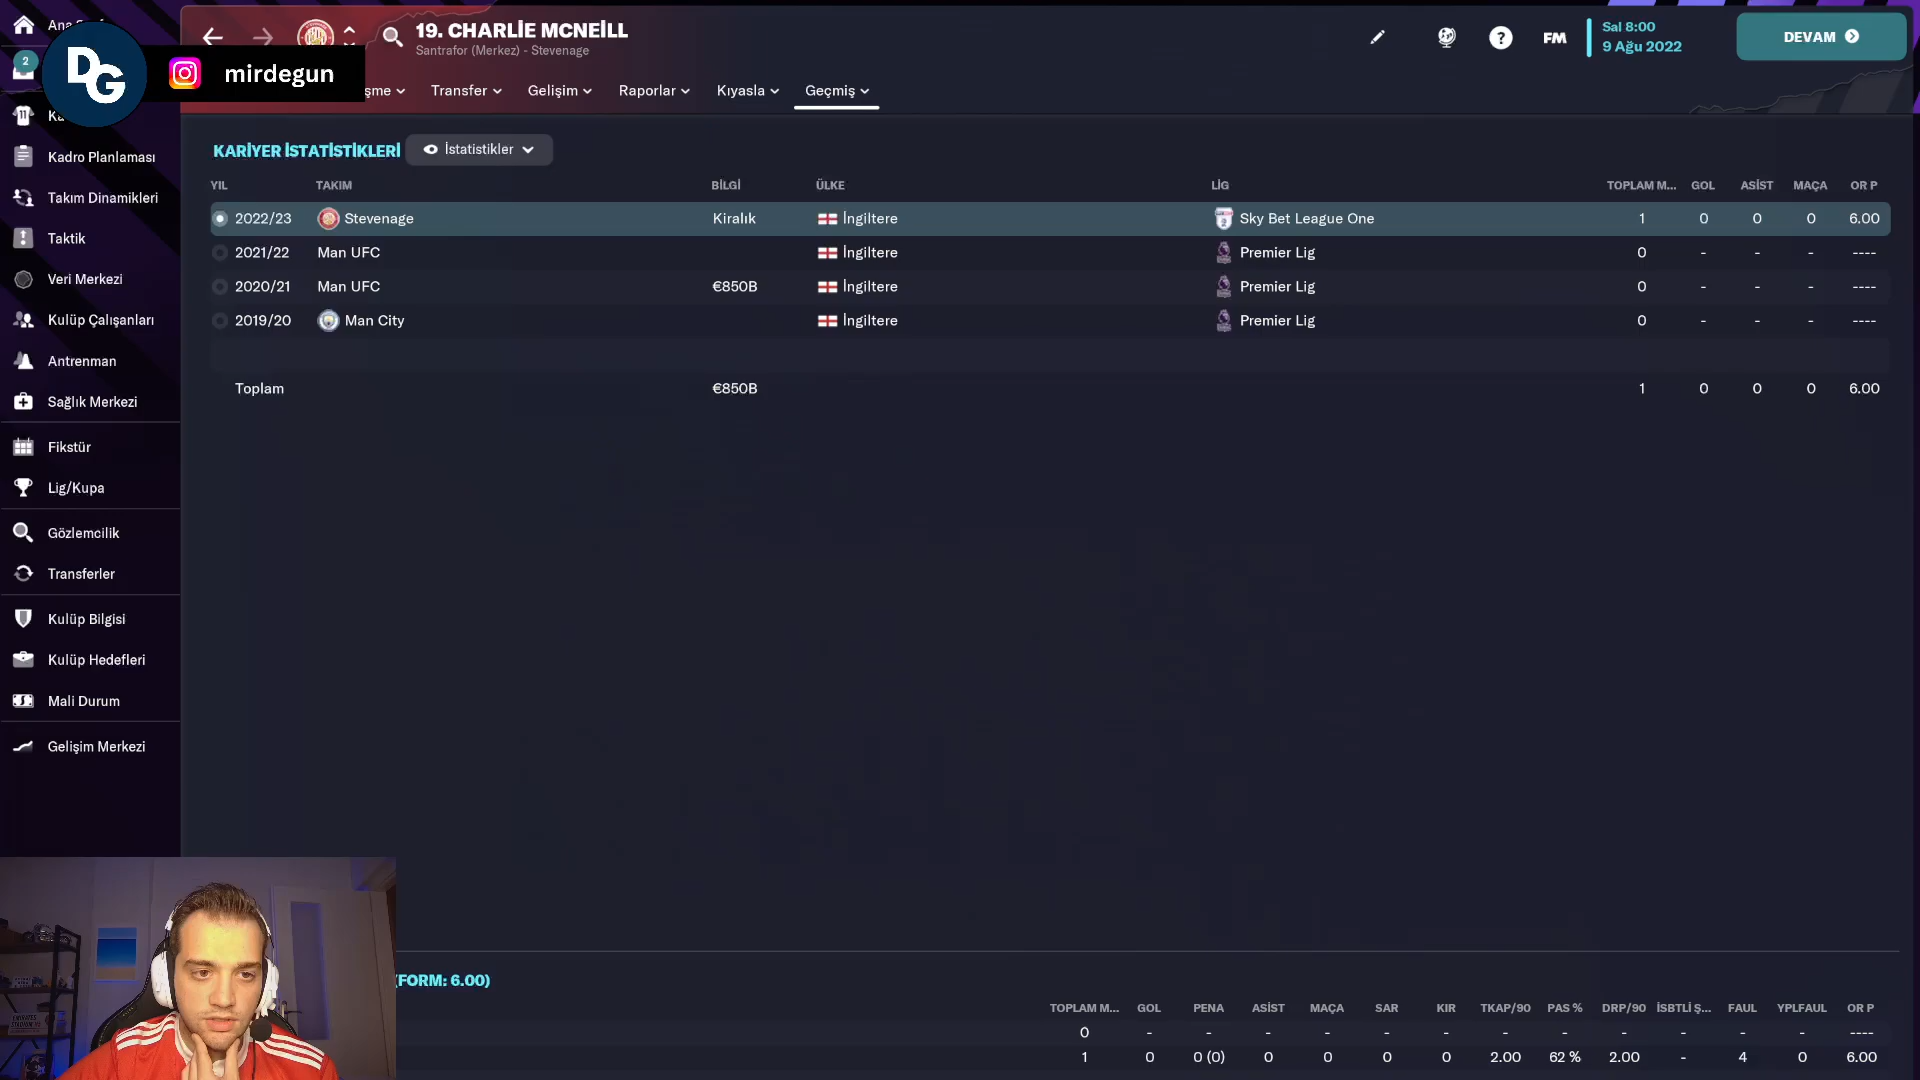 2
DG
mirdegun
19. CHARLİE MCNEİLL
Santrafor (Merkez) - Stevenage
FM
Sal 8:00
9 Ağu 2022
DEVAM
Transfer
Gelişim
Raporlar
Kıyasla
Geçmiş
Kadro Planlaması
Takım Dinamikleri
Taktik
Veri Merkezi
Kulüp Çalışanları
Antrenman
Sağlık Merkezi
Fikstür
Lig/Kupa
Gözlemcilik
Transferler
Kulüp Bilgisi
Kulüp Hedefleri
Mali Durum
Gelişim Merkezi
KARİYER İSTATİSTİKLERİ İstatistikler
YIL TAKIM BİLGİ ÜLKE LİG TOPLAM M... GOL ASİST MAÇA OR P
2022/23 Stevenage Kiralık İngiltere Sky Bet League One 1 0 0 0 6.00
2021/22 Man UFC İngiltere Premier Lig 0 - - - ----
2020/21 Man UFC €850B İngiltere Premier Lig 0 - - - ----
2019/20 Man City İngiltere Premier Lig 0 - - - ----
Toplam €850B 1 0 0 0 6.00
(FORM: 6.00)
TOPLAM M... GOL PENA ASİST MAÇA SAR KIR TKAP/90 PAS % DRP/90 İSBTLİ Ş... FAUL YPLFAUL OR P
0 - - - - - - - - - - - - ----
1 0 0 (0) 0 0 0 0 2.00 62 % 2.00 - 4 0 6.00